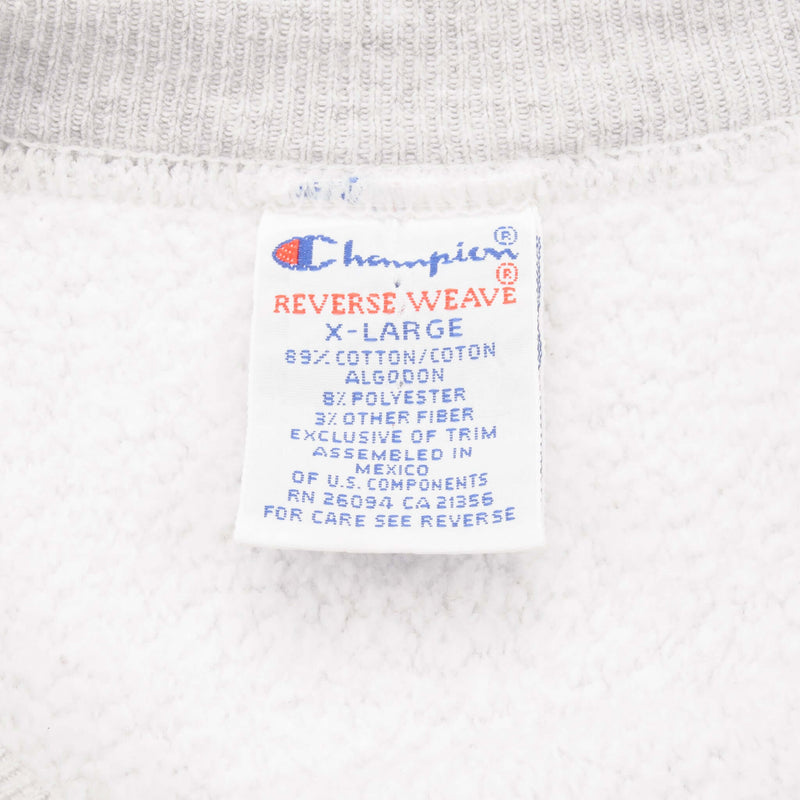 Champion®
REVERSE WEAVE®
X-LARGE
89% COTTON/COTON
ALGODON
8% POLYESTER
3% OTHER FIBER
EXCLUSIVE OF TRIM
ASSEMBLED IN
MEXICO
OF U.S. COMPONENTS
RN 26094 CA 21356
FOR CARE SEE REVERSE